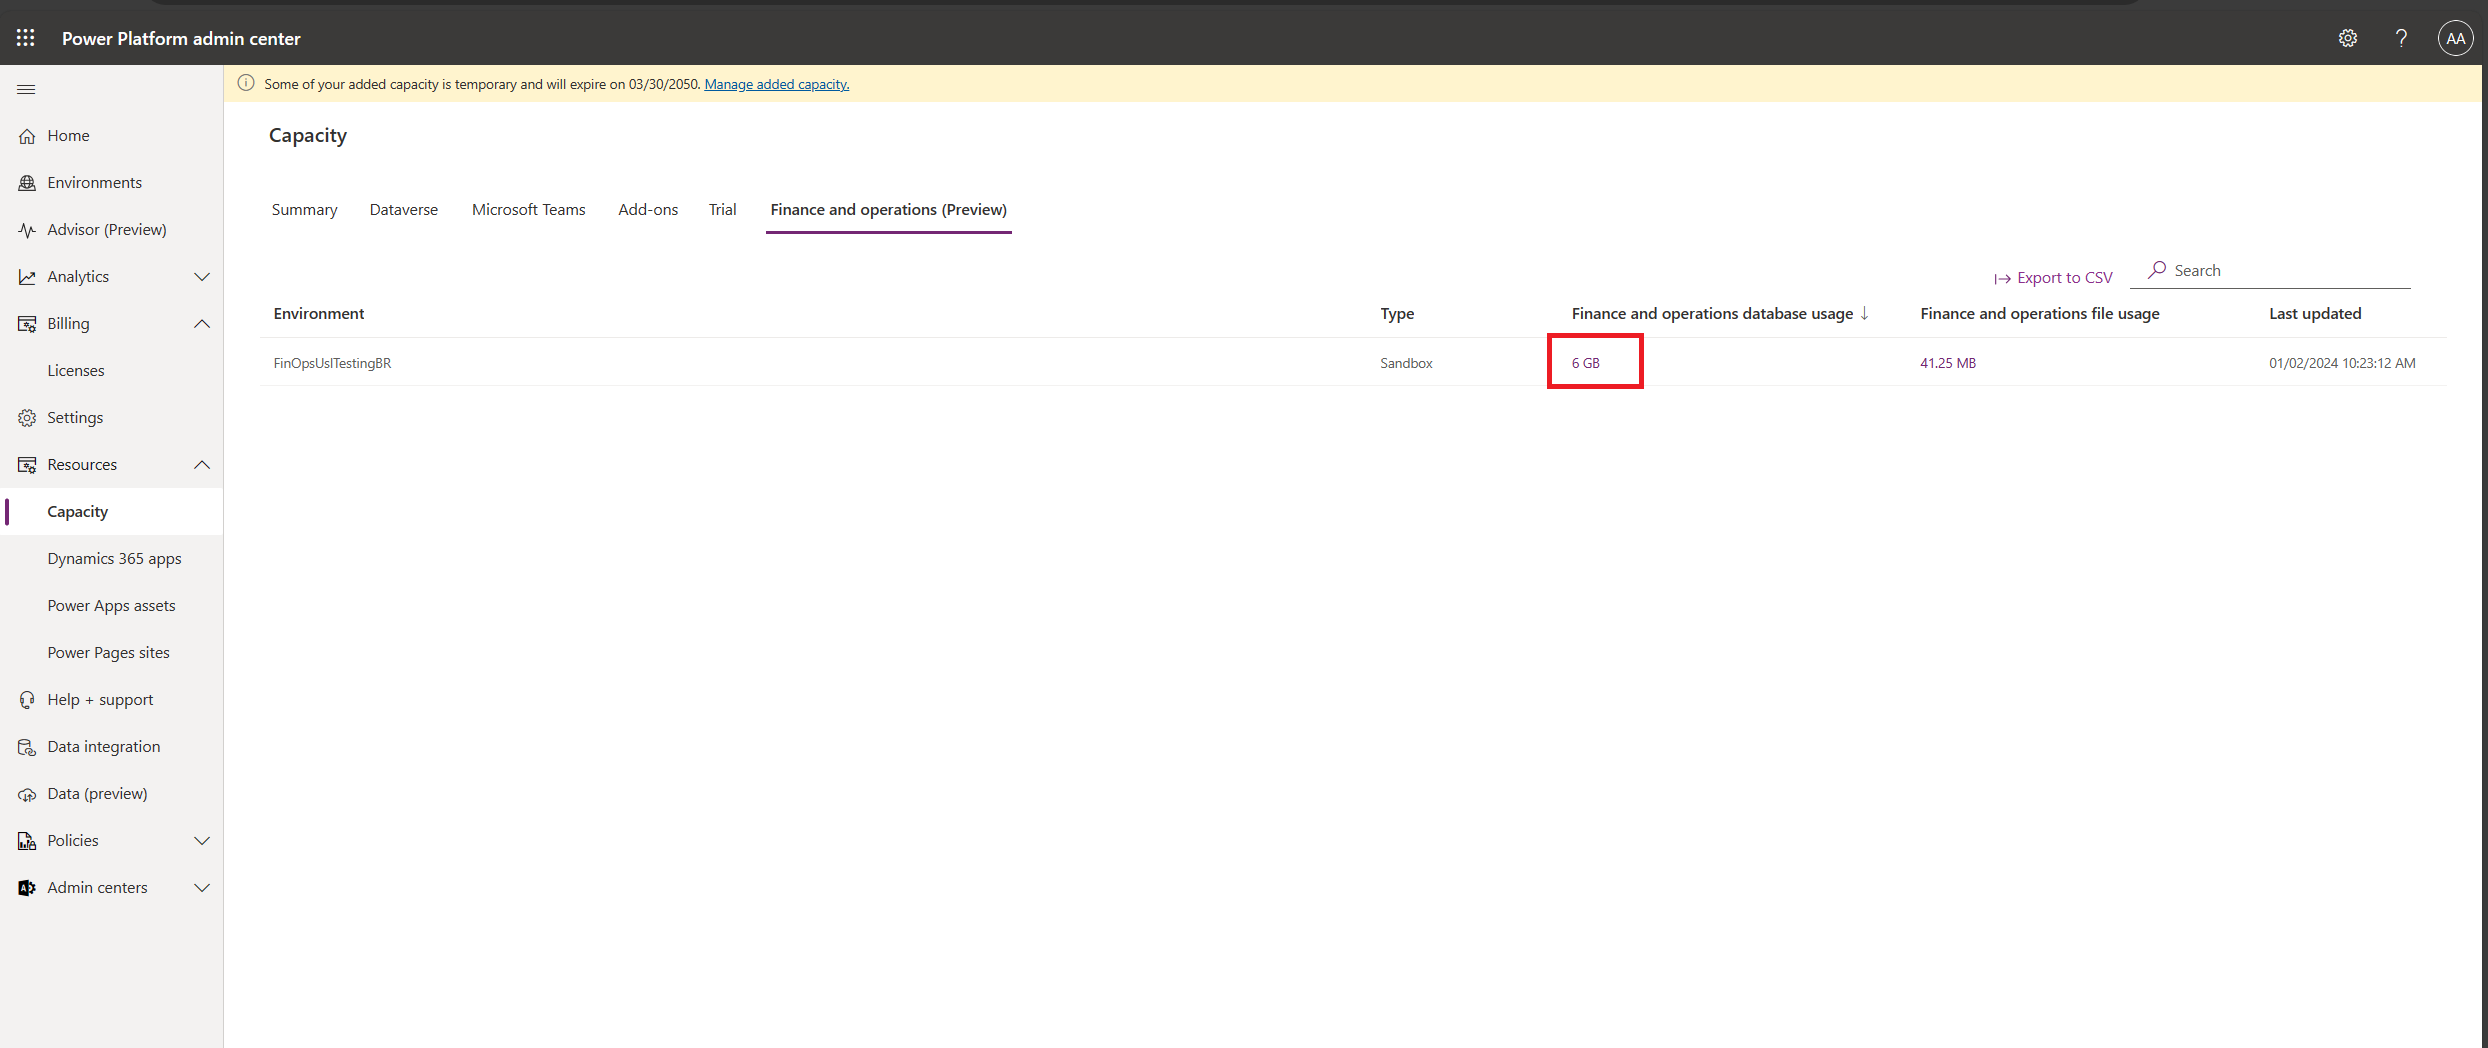 Power Platform admin center
?
AA
Some of your added capacity is temporary and will expire on 03/30/2050. Manage added capacity.
Home
Environments
Advisor (Preview)
Analytics
Billing
Licenses
Settings
Resources
Capacity
Dynamics 365 apps
Power Apps assets
Power Pages sites
Help + support
Data integration
Data (preview)
Policies
Admin centers
Capacity
Summary Dataverse Microsoft Teams Add-ons Trial Finance and operations (Preview)
Export to CSV Search
Environment Type Finance and operations database usage ↓ Finance and operations file usage Last updated
FinOpsUslTestingBR Sandbox 6 GB 41.25 MB 01/02/2024 10:23:12 AM